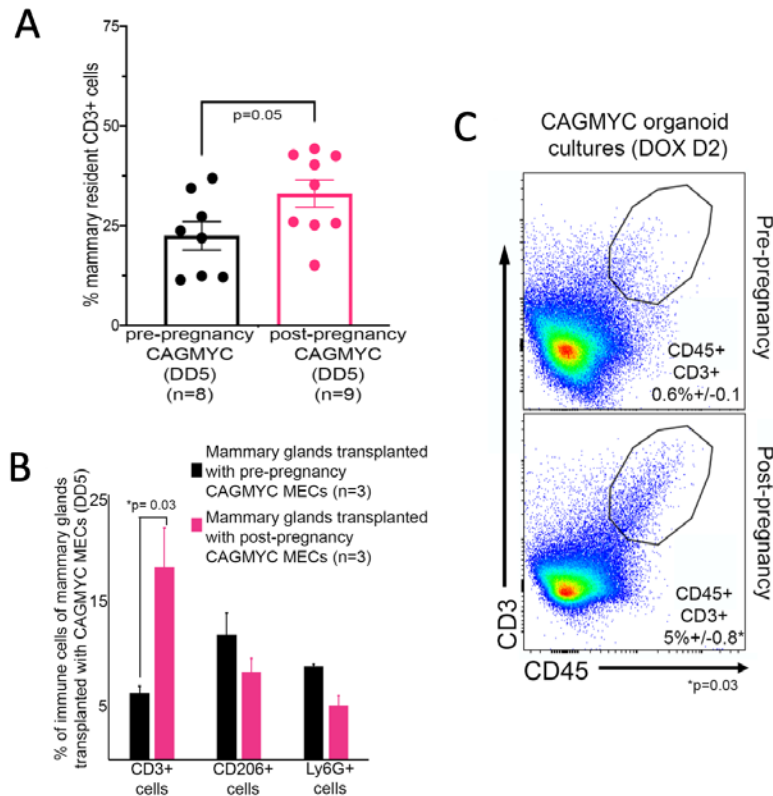 A
% mammary resident CD3+ cells
75
50
25
0
p=0.05
pre-pregnancy
CAGMYC
(DD5)
(n=8)
post-pregnancy
CAGMYC
(DD5)
(n=9)
B
% of immune cells of mammary glands
transplanted with CAGMYC MECs (DD5)
25
15
5
*p= 0.03
Mammary glands transplanted
with pre-pregnancy
CAGMYC MECs (n=3)
Mammary glands transplanted
with post-pregnancy
CAGMYC MECs (n=3)
CD3+
cells
CD206+
cells
Ly6G+
cells
C
CAGMYC organoid
cultures (DOX D2)
Pre-pregnancy
CD45+
CD3+
0.6%+/-0.1
Post-pregnancy
CD45+
CD3+
5%+/-0.8*
CD3
CD45
*p=0.03